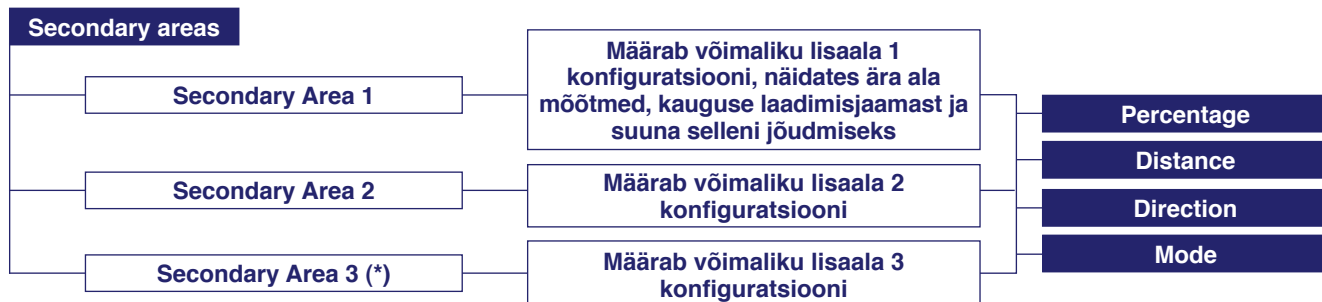 Secondary areas
Secondary Area 1
Määrab võimaliku lisaala 1
konfiguratsiooni, näidates ära ala
mõõtmed, kauguse laadimisjaamast ja
suuna selleni jõudmiseks
Secondary Area 2
Määrab võimaliku lisaala 2
konfiguratsiooni
Secondary Area 3 (*)
Määrab võimaliku lisaala 3
konfiguratsiooni
Percentage
Distance
Direction
Mode